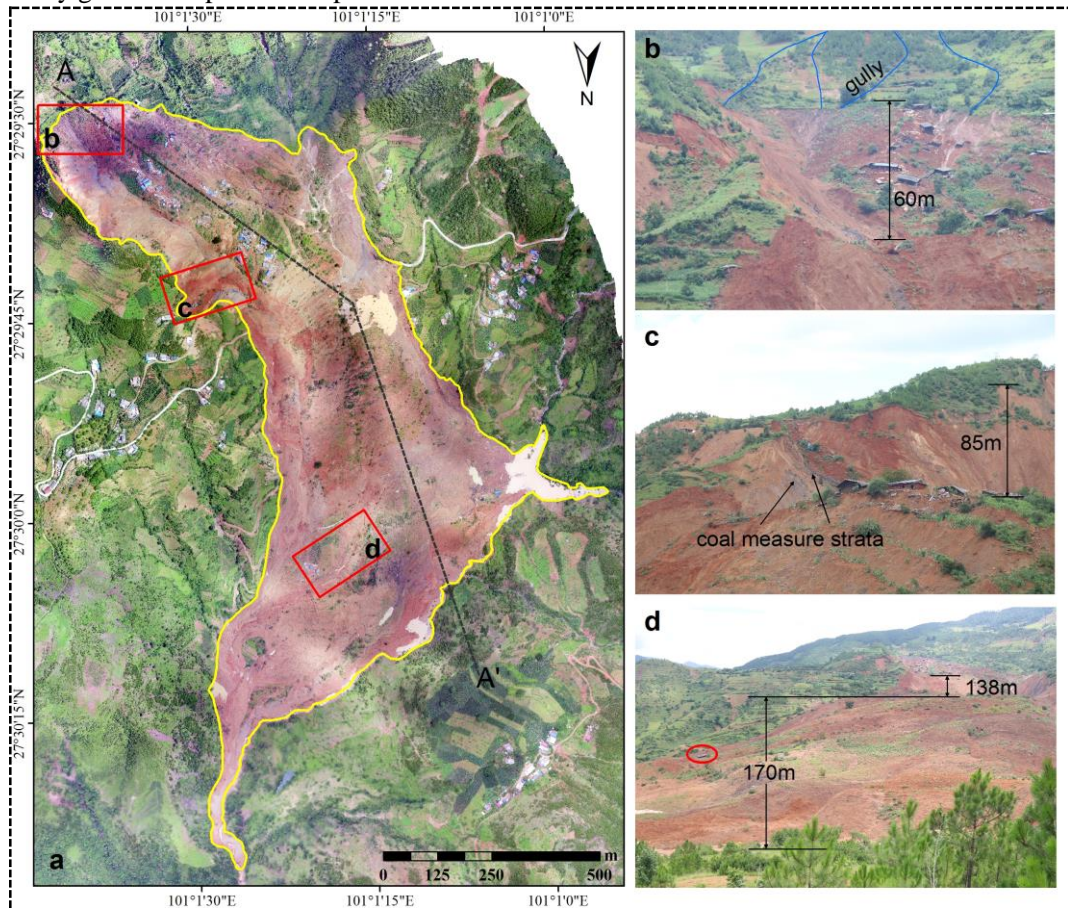 101°1'30"E
101°1'15"E
101°1'0"E
A
N
27°29'30"N
b
c
27°29'45"N
27°30'0"N
d
A'
27°30'15"N
a
0
125
250
500
m
101°1'30"E
101°1'15"E
101°1'0"E
b
gully
60m
c
85m
coal measure strata
d
138m
170m